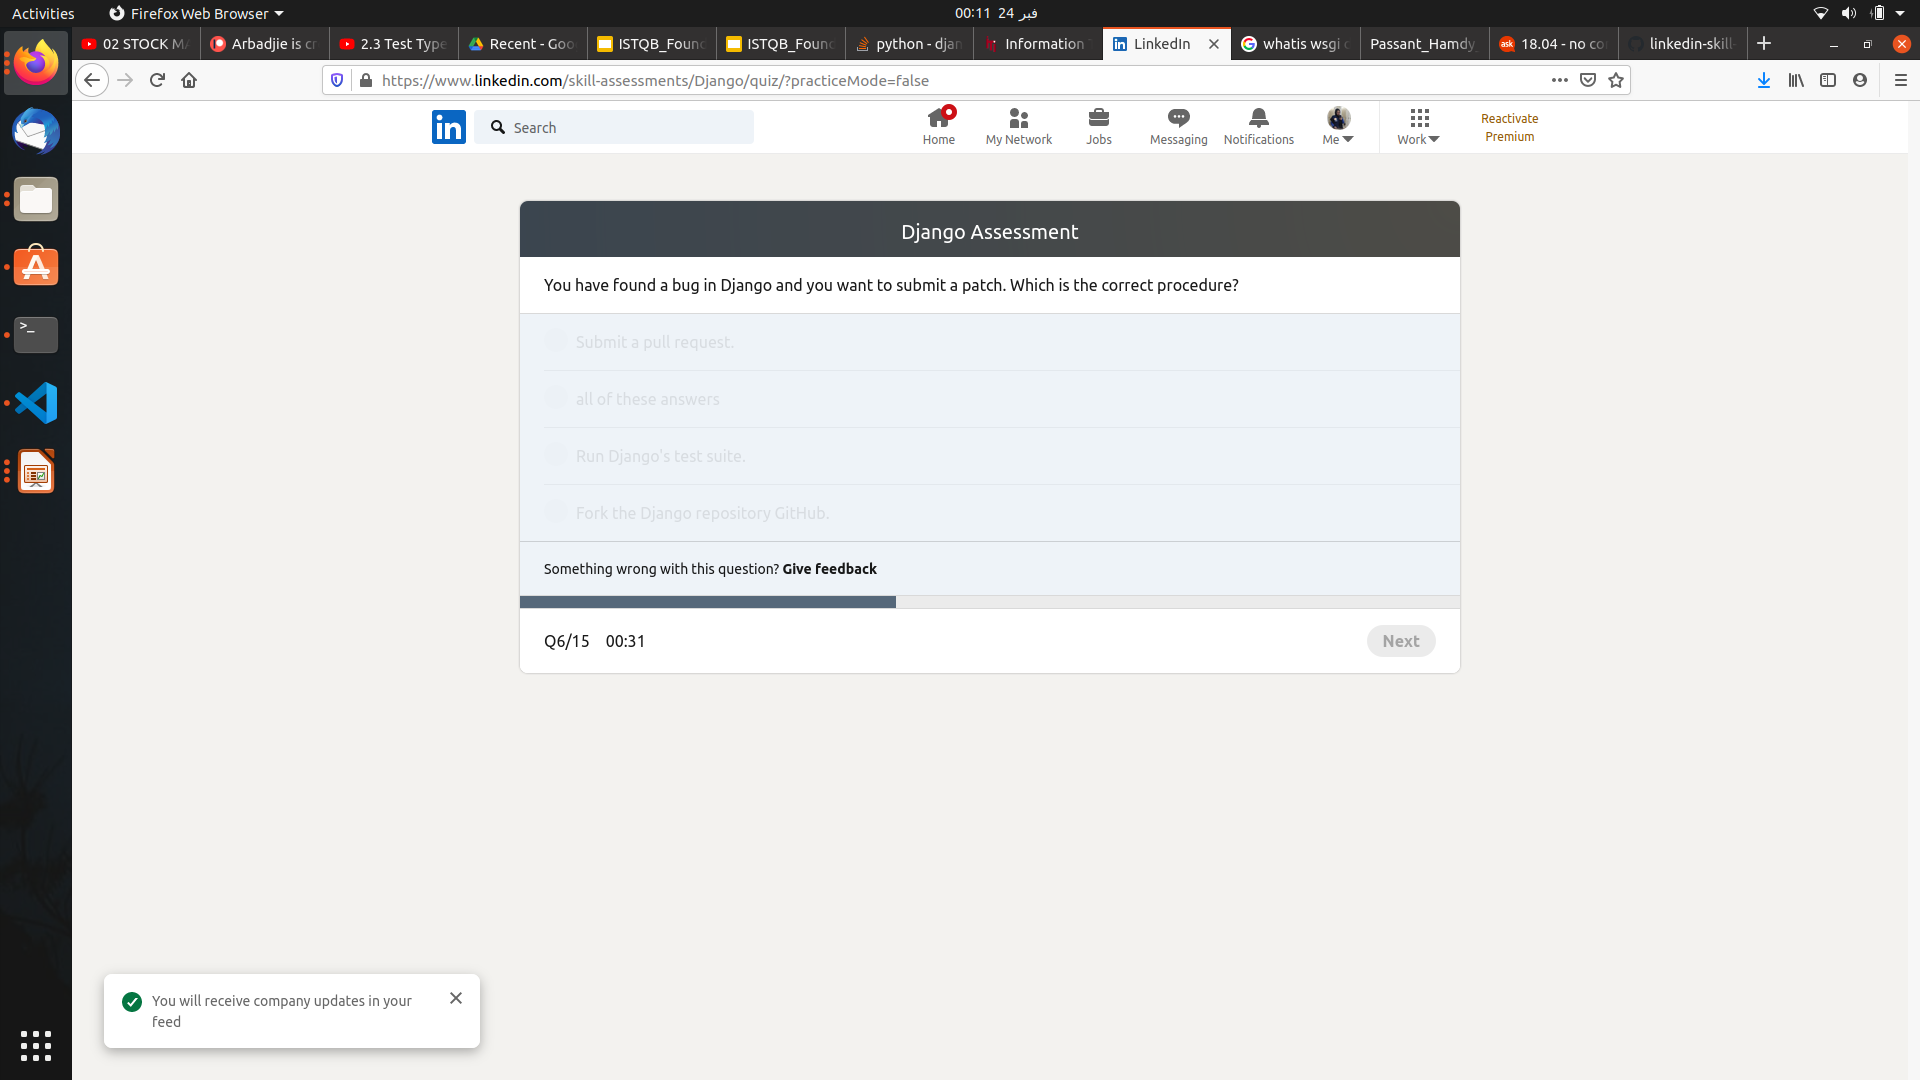 Activities
Firefox Web Browser
00:11 24 فبر
02 STOCK MA
Arbadjie is cr
2.3 Test Type
Recent - Goo
ISTQB_Found
ISTQB_Found
python - djan
Information
LinkedIn
whatis wsgi
Passant_Hamdy
18.04 - no co
linkedin-skill-
https://www.linkedin.com/skill-assessments/Django/quiz/?practiceMode=false
in
Search
Home
My Network
Jobs
Messaging
Notifications
Me
Work
Reactivate
Premium
Django Assessment
You have found a bug in Django and you want to submit a patch. Which is the correct procedure?
Submit a pull request.
all of these answers
Run Django's test suite.
Fork the Django repository GitHub.
Something wrong with this question? Give feedback
Q6/15 00:31
Next
You will receive company updates in your
feed